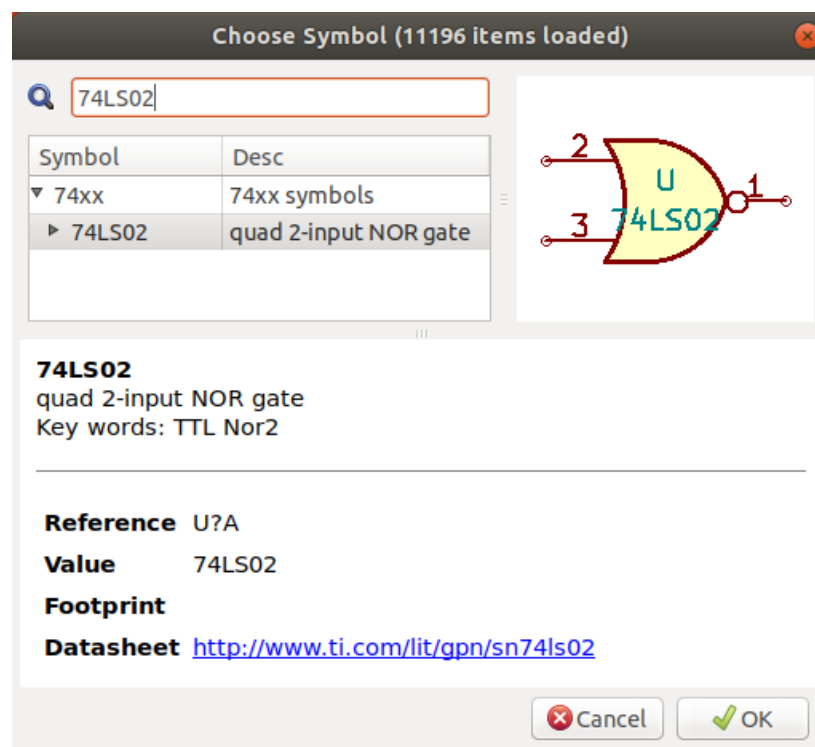 Choose Symbol (11196 items loaded)
74LS02
Symbol Desc
74xx 74xx symbols
74LS02 quad 2-input NOR gate
2
U
1
74LS02
3
74LS02
quad 2-input NOR gate
Key words: TTL Nor2
Reference U?A
Value 74LS02
Footprint
Datasheet http://www.ti.com/lit/gpn/sn74ls02
Cancel OK